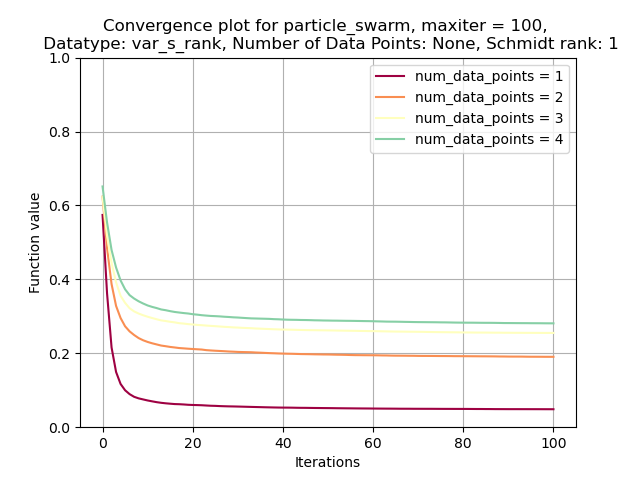 Convergence plot for particle_swarm, maxiter = 100,
Datatype: var_s_rank, Number of Data Points: None, Schmidt rank: 1
num_data_points = 1
num_data_points = 2
num_data_points = 3
num_data_points = 4
Function value
1.0
0.8
0.6
0.4
0.2
0.0
0 20 40 60 80 100
Iterations